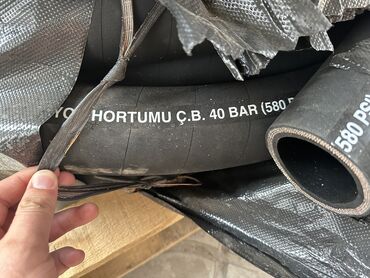 HORTUMU Ç.B. 40 BAR (580 P
580 PSI